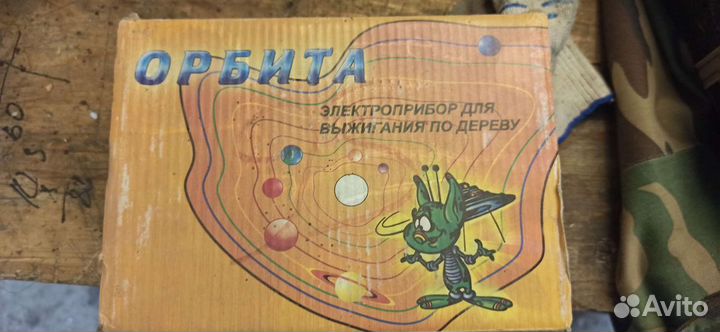 ОРБИТА
ЭЛЕКТРОПРИБОР ДЛЯ
ВЫЖИГАНИЯ ПО ДЕРЕВУ
Avito